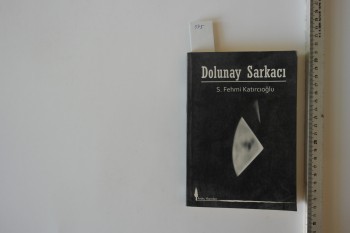 Dolunay Sarkacı
S. Fehmi Katırcıoğlu